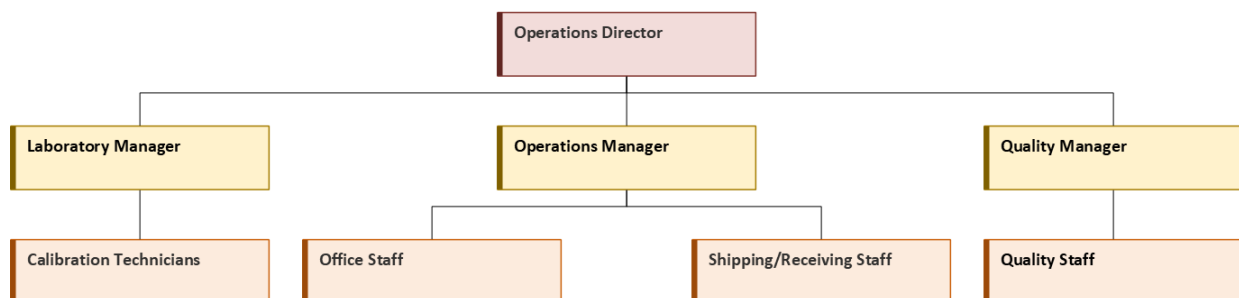 Operations Director
Laboratory Manager
Operations Manager
Quality Manager
Calibration Technicians
Office Staff
Shipping/Receiving Staff
Quality Staff